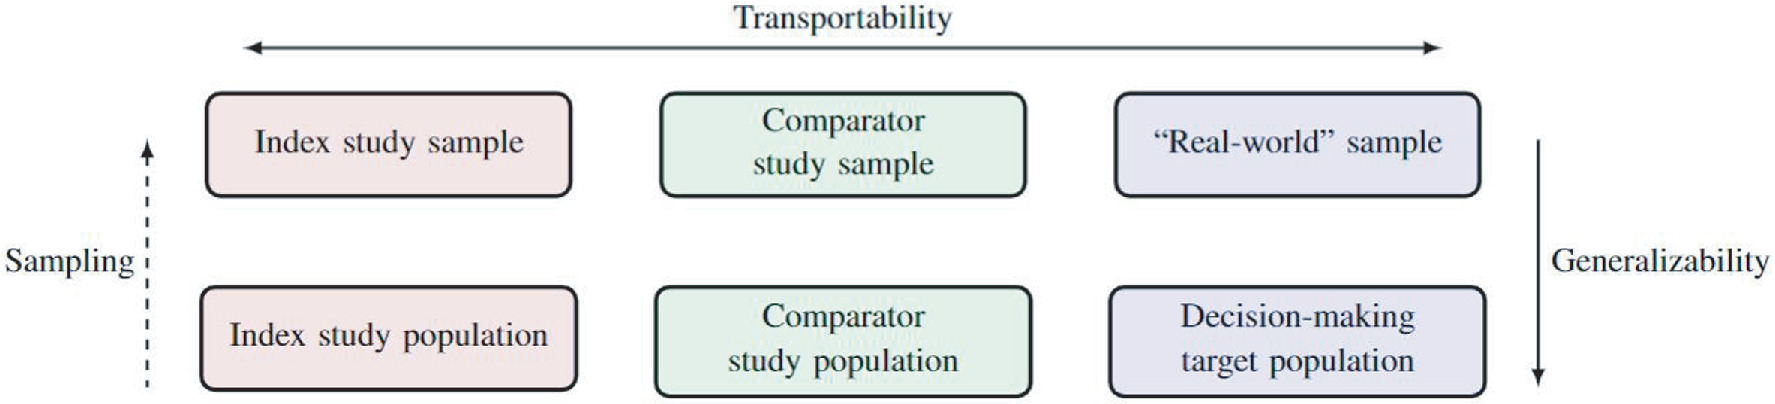 Transportability
Index study sample
Comparator
study sample
“Real-world” sample
Sampling
Generalizability
Index study population
Comparator
study population
Decision-making
target population